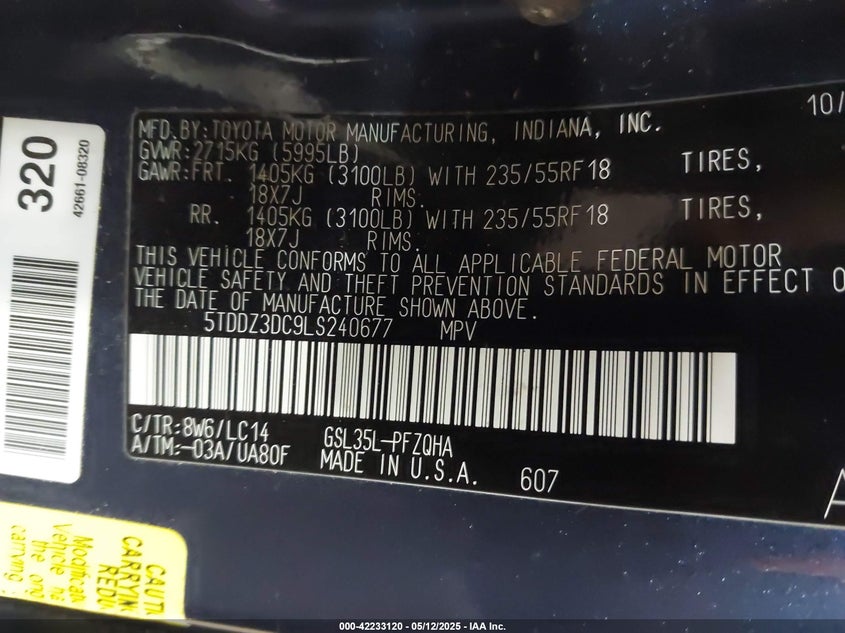 320
42661-08320
10/
MFD.BY:TOYOTA MOTOR MANUFACTURING, INDIANA, INC.
GVWR:2715KG (5995LB)
GAWR:FRT. 1405KG (3100LB) WITH 235/55RF18 TIRES,
18X7J RIMS.
RR. 1405KG (3100LB) WITH 235/55RF18 TIRES,
18X7J RIMS.
THIS VEHICLE CONFORMS TO ALL APPLICABLE FEDERAL MOTOR
VEHICLE SAFETY AND THEFT PREVENTION STANDARDS IN EFFECT O
THE DATE OF MANUFACTURE SHOWN ABOVE.
5TDDZ3DC9LS240677 MPV
C/TR:8W6/LC14 GSL35L-PFZQHA
A/TM:-03A/UA80F MADE IN U.S.A. 607
A
CAUT
CARRYIN
REDU
Modificat
Vehicle ha
the orig
carrying
000-42233120 - 05/12/2025 - IAA Inc.